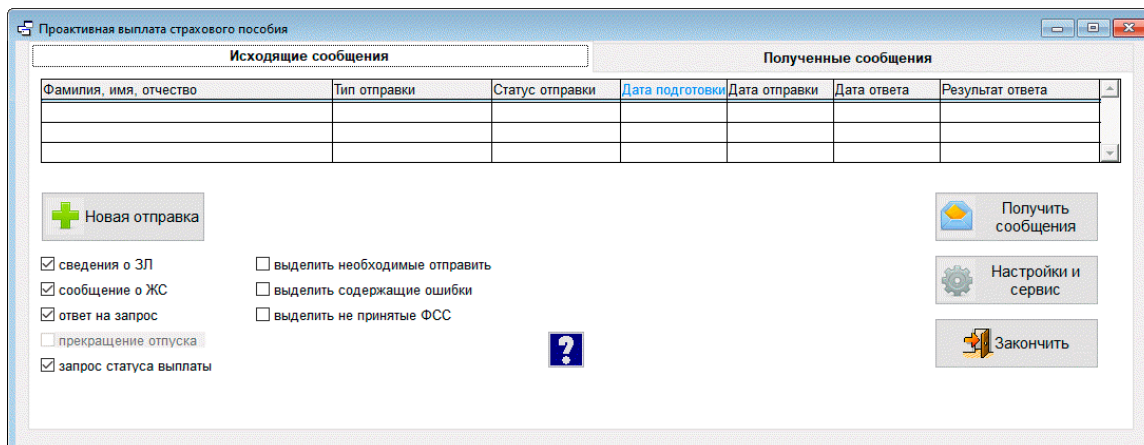 Проактивная выплата страхового пособия
Исходящие сообщения
Полученные сообщения
Фамилия, имя, отчество Тип отправки Статус отправки Дата подготовки Дата отправки Дата ответа Результат ответа
Новая отправка
Получить
сообщения
сведения о ЗЛ
выделить необходимые отправить
Настройки и
сервис
сообщение о ЖС
выделить содержащие ошибки
ответ на запрос
выделить не принятые ФСС
прекращение отпуска
?
Закончить
запрос статуса выплаты